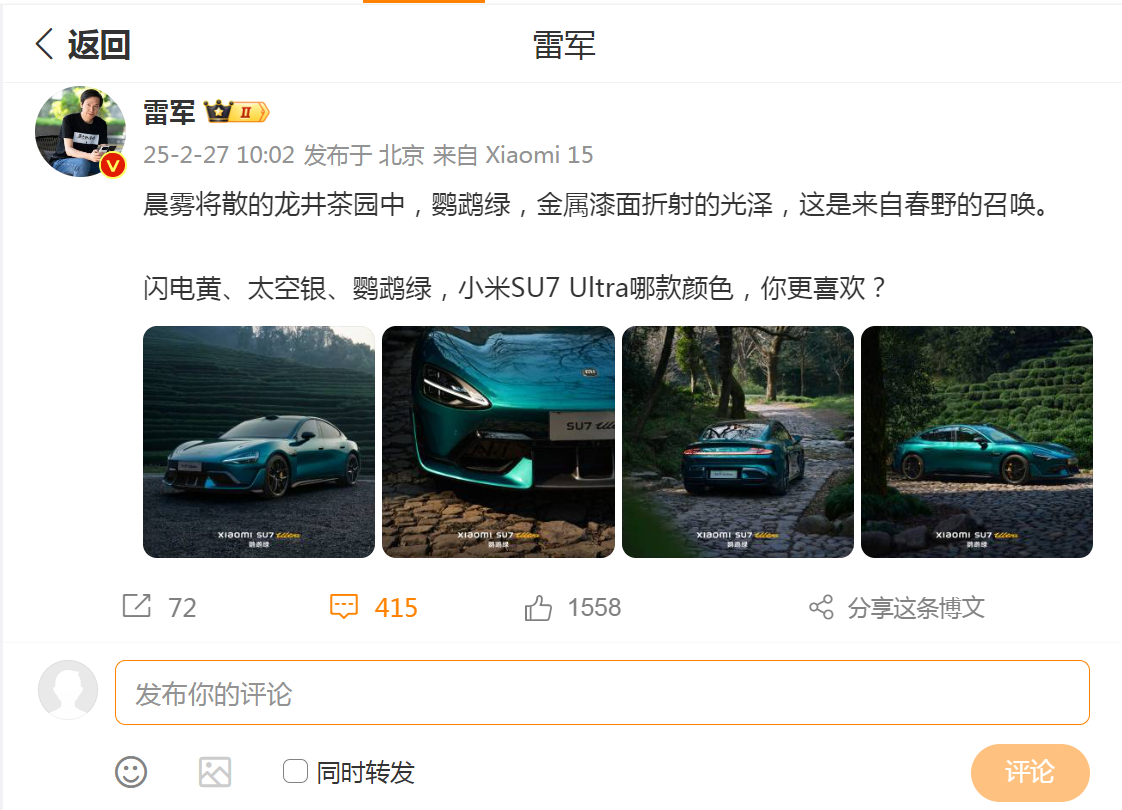 返回
雷军
雷军 II
25-2-27 10:02 发布于 北京 来自 Xiaomi 15
晨雾将散的龙井茶园中，鹦鹉绿，金属漆面折射的光泽，这是来自春野的召唤。
闪电黄、太空银、鹦鹉绿，小米SU7 Ultra哪款颜色，你更喜欢？
SU7 Ultra
XIAOMI SU7 Ultra
鹦鹉绿
XIAOMI SU7 Ultra
鹦鹉绿
XIAOMI SU7 Ultra
鹦鹉绿
XIAOMI SU7 Ultra
鹦鹉绿
72
415
1558
分享这条博文
发布你的评论
同时转发
评论